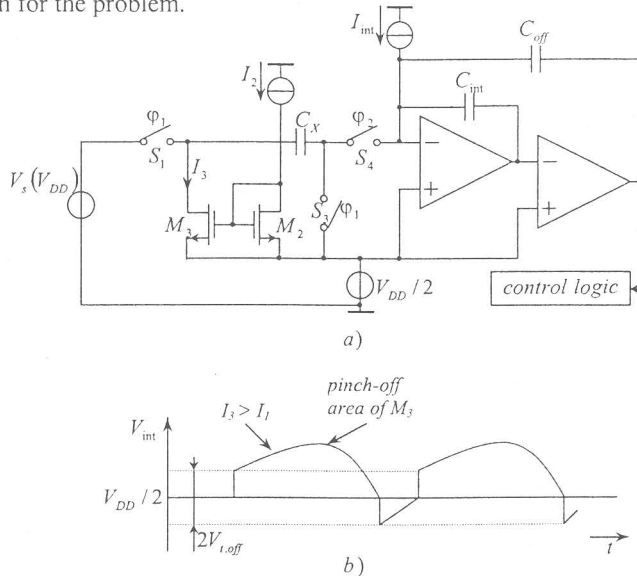 n for the problem.
I_int
C_off
I_2
C_int
φ_1
C_X
φ_2
S_1
I_3
S_4
V_s(V_DD)
S_3
φ_1
M_3
M_2
V_DD / 2
control logic
a)
pinch-off
area of M_3
I_3 > I_1
V_int
V_DD / 2
2V_t,off
t
b)